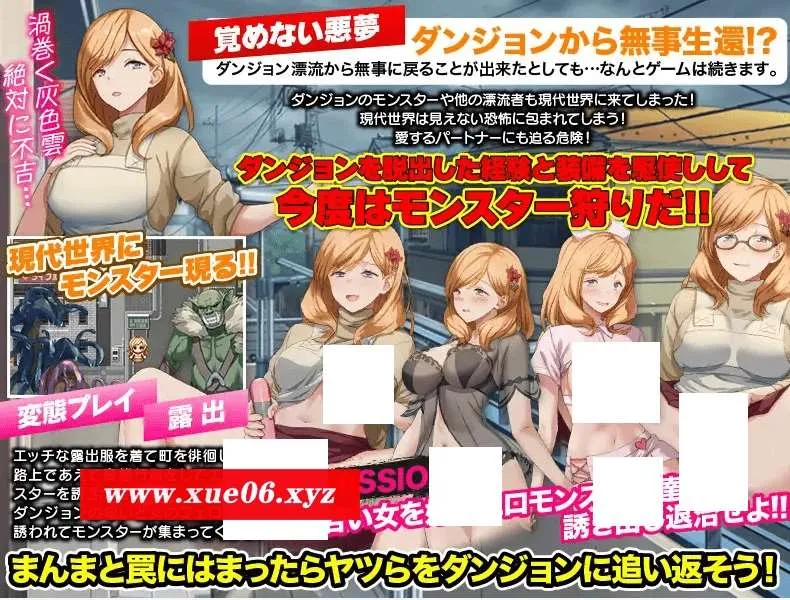 覚めない悪夢
ダンジョンから無事生還!?
ダンジョン漂流から無事に戻ることが出来たとしても…なんとゲームは続きます。
渦巻く灰色雲
絶対に不吉…
ダンジョンのモンスターや他の漂流者も現代世界に来てしまった!
現代世界は見えない恐怖に包まれてしまう!
愛するパートナーにも迫る危険!
ダンジョンを脱出した経験と装備を駆使しして
今度はモンスター狩りだ!!
現代世界に
モンスター現る!!
変態プレイ
露出
エッチな露出服を着て町を徘徊し
路上であえ
スターを誘
ダンジョン
誘われてモンスターが集まってく
www.xue06.xyz
SSIO
い女を
口モンス
誘き出し退治せよ!!
まんまと罠にはまったらヤツらをダンジョンに追い返そう!